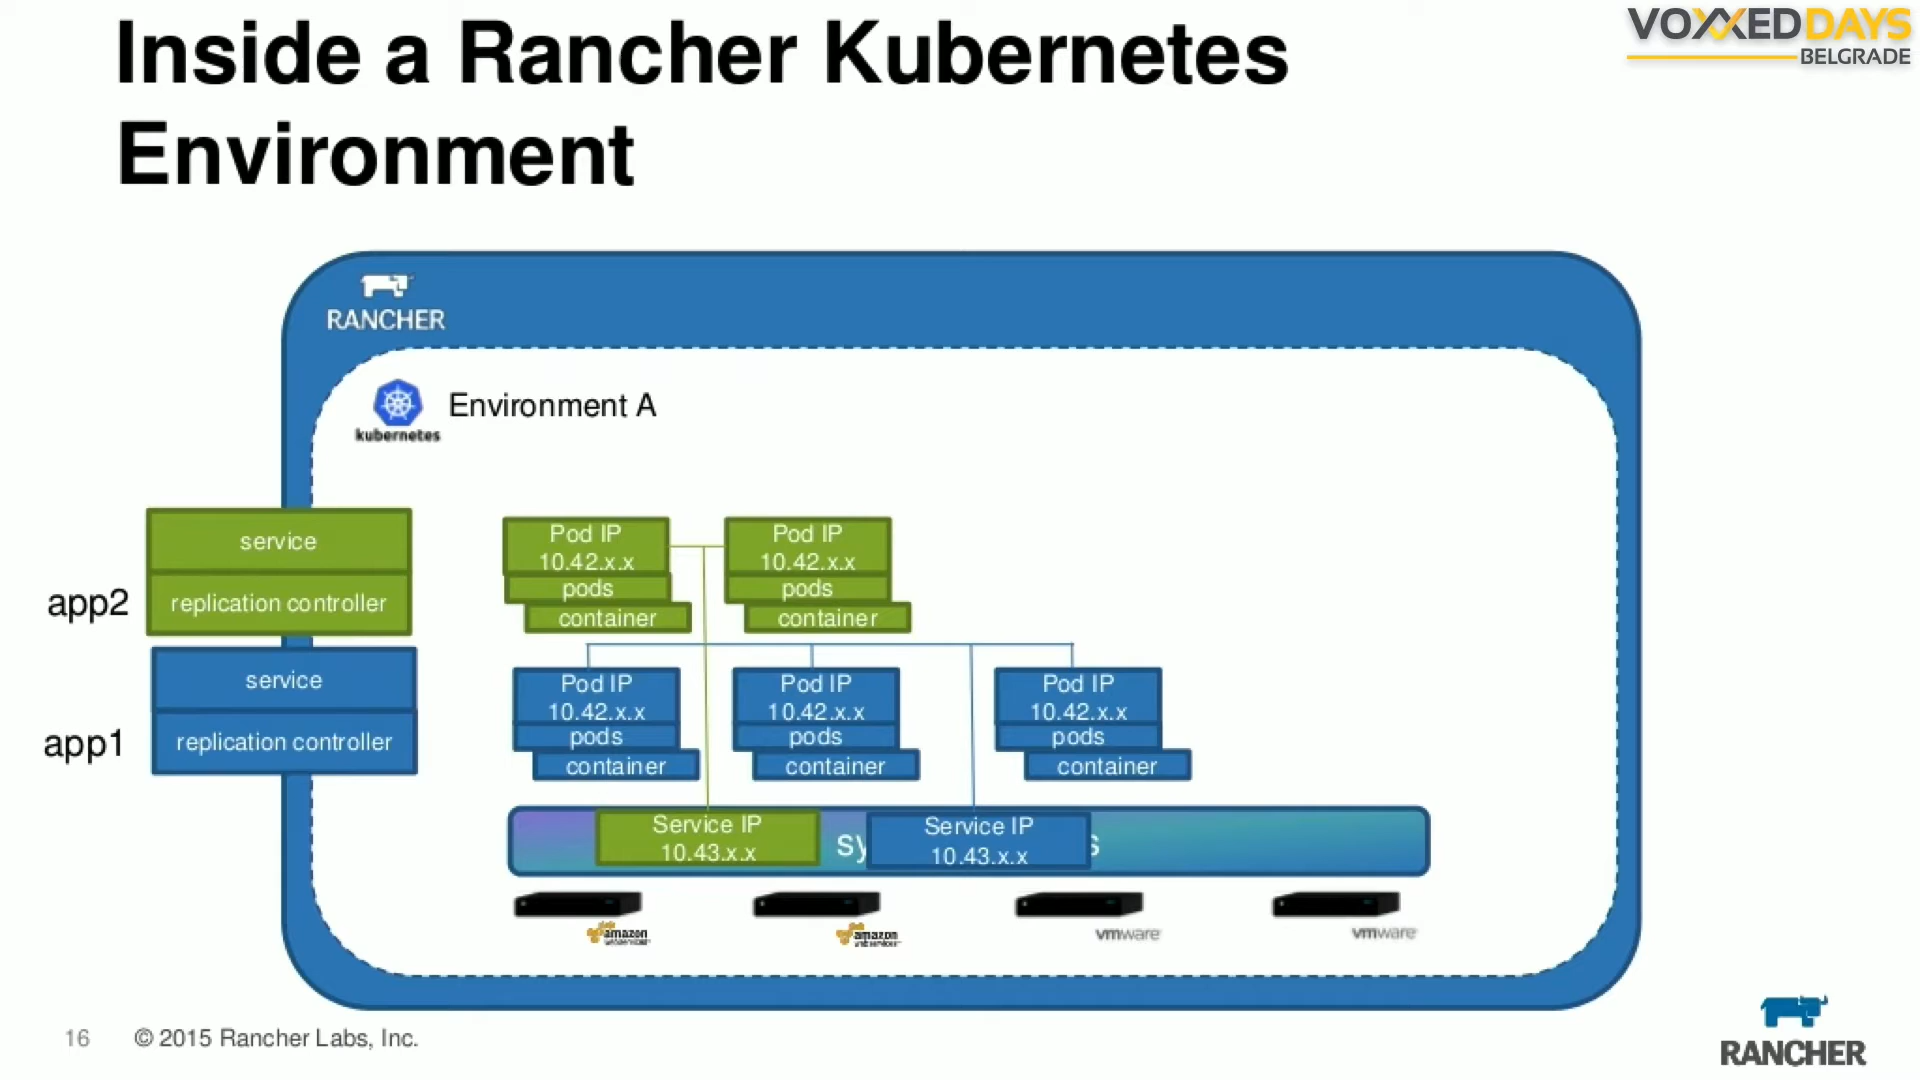 Inside a Rancher Kubernetes
Environment
VOXXEDDAYS
BELGRADE
RANCHER
kubernetes
Environment A
service
replication controller
app2
service
replication controller
app1
Pod IP
10.42.x.x
pods
container
Pod IP
10.42.x.x
pods
container
Pod IP
10.42.x.x
pods
container
Pod IP
10.42.x.x
pods
container
Pod IP
10.42.x.x
pods
container
Service IP
10.43.x.x
Service IP
10.43.x.x
amazon
amazon
vmware
vmware
16
© 2015 Rancher Labs, Inc.
RANCHER